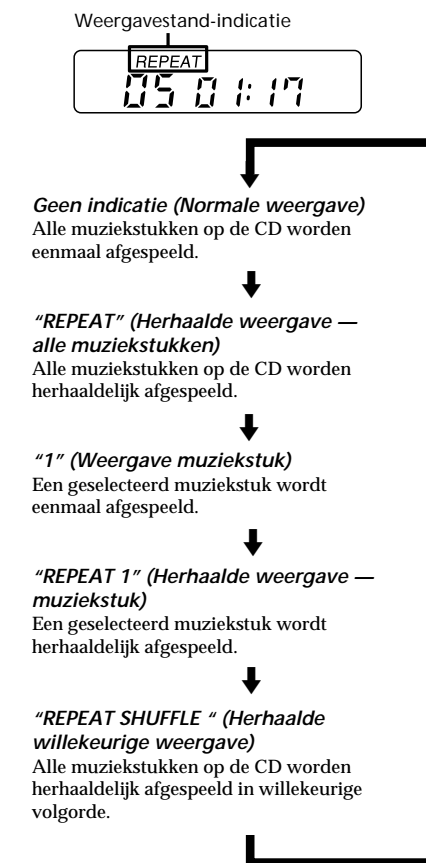 Weergavestand-indicatie
REPEAT
05 01:17
Geen indicatie (Normale weergave)
Alle muziekstukken op de CD worden
eenmaal afgespeeld.
“REPEAT” (Herhaalde weergave —
alle muziekstukken)
Alle muziekstukken op de CD worden
herhaaldelijk afgespeeld.
“1” (Weergave muziekstuk)
Een geselecteerd muziekstuk wordt
eenmaal afgespeeld.
“REPEAT 1” (Herhaalde weergave —
muziekstuk)
Een geselecteerd muziekstuk wordt
herhaaldelijk afgespeeld.
“REPEAT SHUFFLE “ (Herhaalde
willekeurige weergave)
Alle muziekstukken op de CD worden
herhaaldelijk afgespeeld in willekeurige
volgorde.